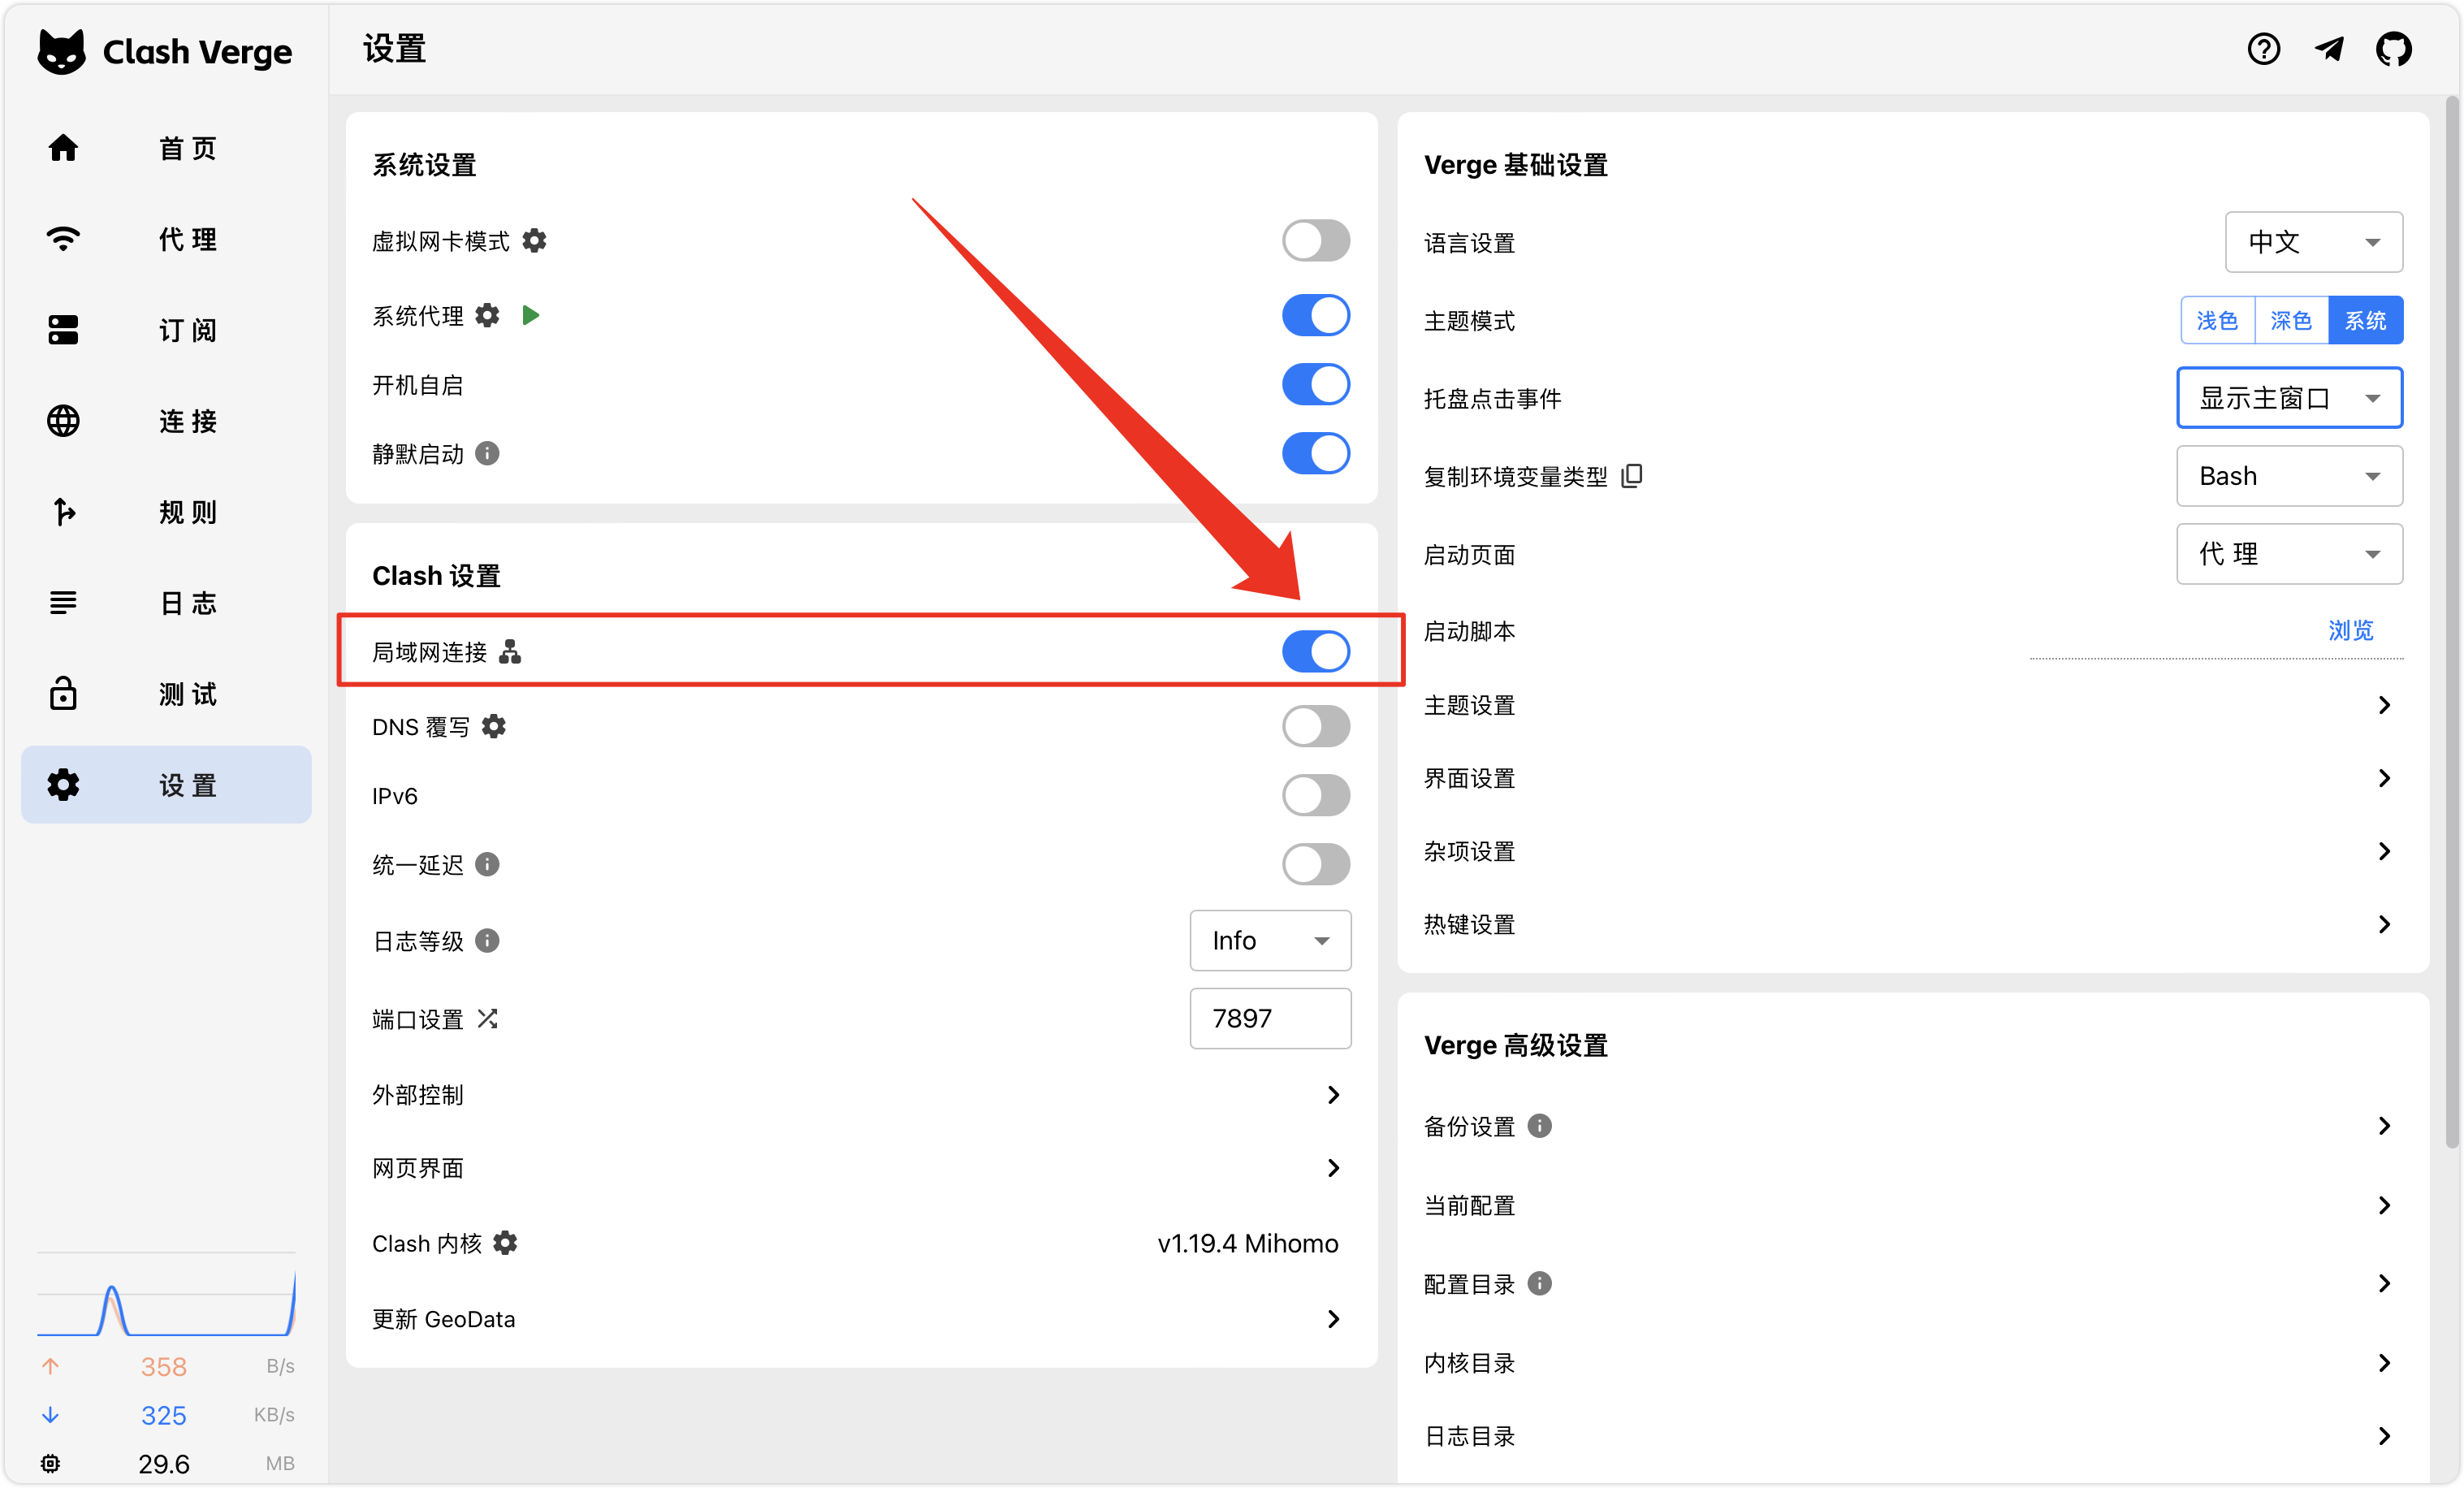 Clash Verge
首 页
代 理
订 阅
连 接
规 则
日 志
测 试
设 置
358 B/s
325 KB/s
29.6 MB
设置
系统设置
虚拟网卡模式
系统代理
开机自启
静默启动
Clash 设置
局域网连接
DNS 覆写
IPv6
统一延迟
日志等级 Info
端口设置 7897
外部控制
网页界面
Clash 内核 v1.19.4 Mihomo
更新 GeoData
Verge 基础设置
语言设置 中文
主题模式 浅色 深色 系统
托盘点击事件 显示主窗口
复制环境变量类型 Bash
启动页面 代 理
启动脚本 浏览
主题设置
界面设置
杂项设置
热键设置
Verge 高级设置
备份设置
当前配置
配置目录
内核目录
日志目录